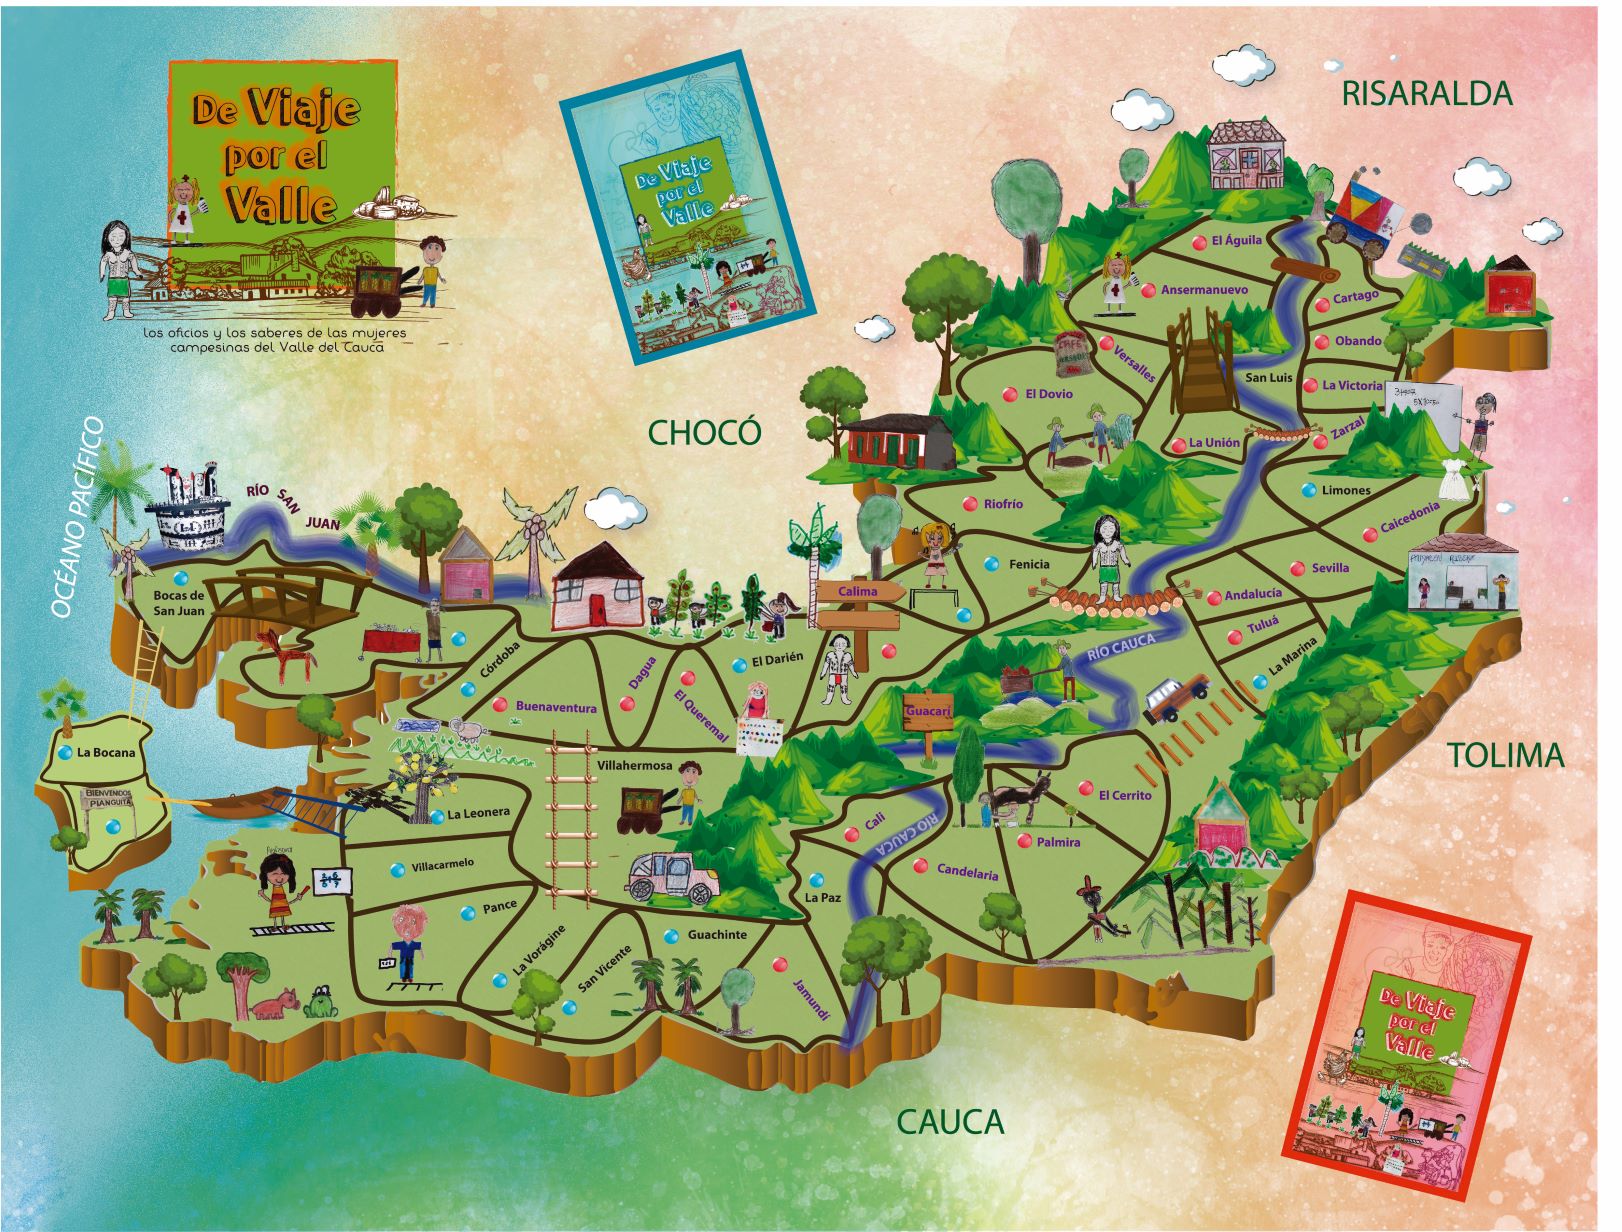 De Viaje
por el
Valle
los oficios y los saberes de las mujeres
campesinas del Valle del Cauca
De Viaje
por el
Valle
RISARALDA
CHOCÓ
OCÉANO PACÍFICO
RÍO SAN JUAN
El Águila
Ansermanuevo
Cartago
Versalles
Obando
San Luis
El Dovio
La Victoria
CAFE
La Unión
Zarzal
Riofrío
Limones
Caicedonia
Fenicia
Sevilla
Bocas de
San Juan
Calima
Andalucía
Tuluá
RÍO CAUCA
Córdoba
Dagua
El Darién
La Marina
Buenaventura
El Queremal
Guacarí
TOLIMA
La Bocana
Villahermosa
BIENVENIDOS
PIANGUITA
El Cerrito
La Leonera
Cali
RÍO CAUCA
Palmira
Villacarmelo
Candelaria
Pance
La Paz
La Vorágine
San Vicente
Guachinte
Jamundí
De Viaje
por el
Valle
CAUCA